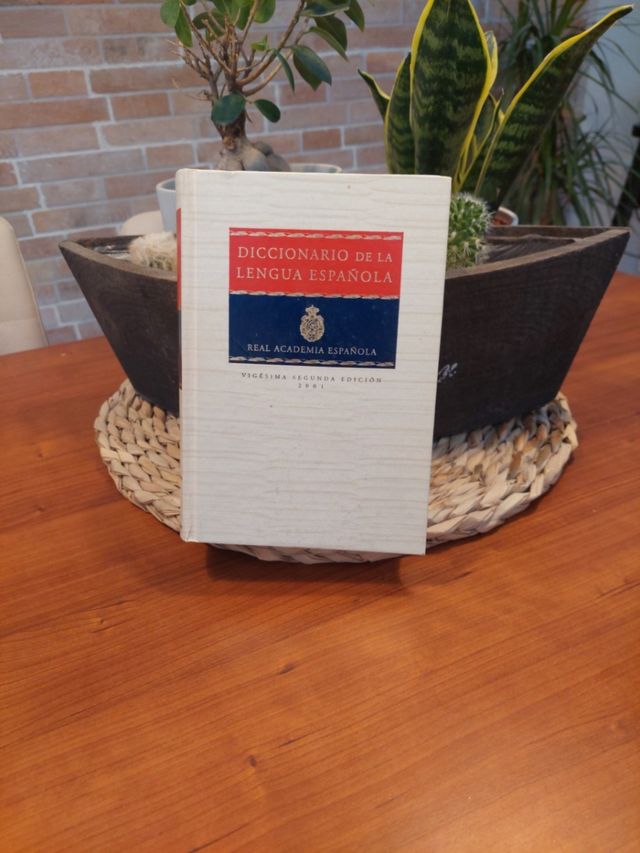 DICCIONARIO DE LA
LENGUA ESPAÑOLA
REAL ACADEMIA ESPAÑOLA
VIGÉSIMA SEGUNDA EDICIÓN
2001